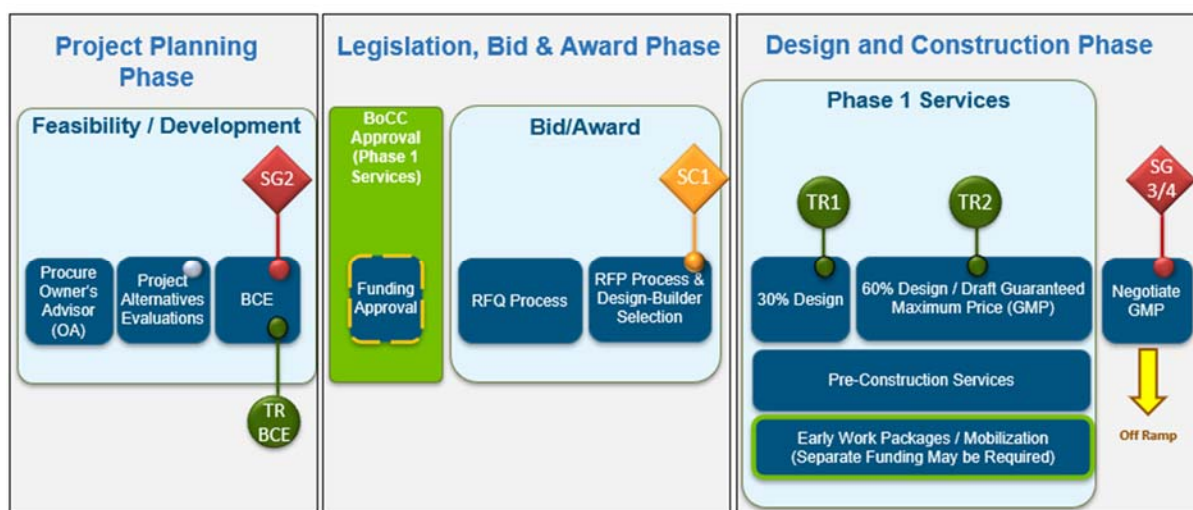 Project Planning
Phase
Feasibility / Development
SG2
Procure
Owner's
Advisor
(OA)
Project
Alternatives
Evaluations
BCE
TR
BCE
Legislation, Bid & Award Phase
BoCC
Approval
(Phase 1
Services)
Funding
Approval
Bid/Award
SC1
RFQ Process
RFP Process &
Design-Builder
Selection
Design and Construction Phase
Phase 1 Services
TR1
TR2
SG
3/4
30% Design
60% Design / Draft Guaranteed
Maximum Price (GMP)
Negotiate
GMP
Pre-Construction Services
Early Work Packages / Mobilization
(Separate Funding May be Required)
Off Ramp